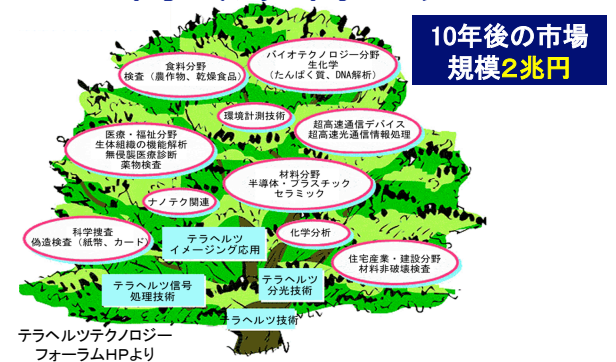 10年後の市場
規模２兆円
食料分野
検査（農作物、乾燥食品）
バイオテクノロジー分野
生化学
（たんぱく質、DNA解析）
環境計測技術
超高速通信デバイス
超高速光通信情報処理
医療・福祉分野
生体組織の機能解析
無侵襲医療診断
薬物検査
材料分野
半導体・プラスチック
セラミック
ナノテク関連
科学捜査
偽造検査（紙幣、カード）
テラヘルツ
イメージング応用
化学分析
住宅産業・建設分野
材料非破壊検査
テラヘルツ信号
処理技術
テラヘルツ
分光技術
テラヘルツ技術
テラヘルツテクノロジー
フォーラムＨＰより